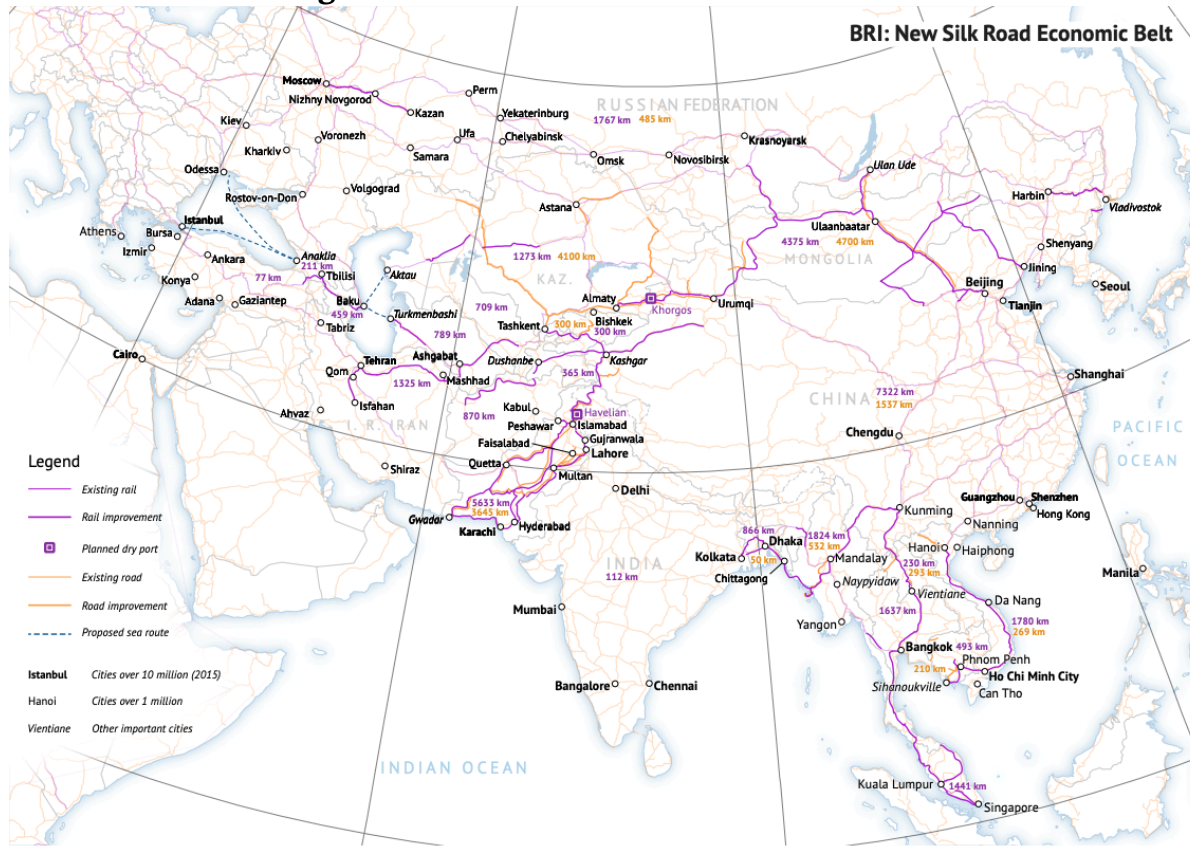 BRI: New Silk Road Economic Belt
Moscow
Nizhny Novgorod
Kazan
Perm
Yekaterinburg
RUSSIAN FEDERATION
1767 km 485 km
Kiev
Voronezh
Ufa
Chelyabinsk
Kharkiv
Samara
Omsk
Novosibirsk
Krasnoyarsk
Odessa
Ulan Ude
Rostov-on-Don
Volgograd
Astana
Harbin
Vladivostok
Istanbul
Athens
Bursa
Izmir
Ulaanbaatar
4375 km 4700 km
MONGOLIA
Shenyang
Ankara
Anaklia
211 km
Tbilisi
77 km
Aktau
1273 km 4100 km
KAZ.
Jining
Konya
Adana
Gaziantep
Baku
459 km
Turkmenbashi
709 km
Almaty
Khorgos
Urumqi
Beijing
Tianjin
Seoul
Tabriz
789 km
Tashkent
300 km
Bishkek
300 km
Cairo
Tehran
Ashgabat
Dushanbe
Kashgar
Qom
1325 km
Mashhad
365 km
Shanghai
Isfahan
870 km
Kabul
Havelian
CHINA
7322 km
1537 km
Ahvaz
I. R. IRAN
Peshawar
Islamabad
Gujranwala
Chengdu
PACIFIC
OCEAN
Faisalabad
Lahore
Shiraz
Quetta
Multan
Delhi
5633 km
3645 km
Gwadar
Karachi
Hyderabad
Kunming
Guangzhou
Shenzhen
Hong Kong
Nanning
866 km
Dhaka
1824 km
532 km
Kolkata
50 km
Mandalay
Hanoi
Haiphong
230 km
293 km
INDIA
112 km
Chittagong
Naypyidaw
Vientiane
Manila
Mumbai
Yangon
1637 km
Da Nang
1780 km
269 km
Bangkok
493 km
Phnom Penh
210 km
Ho Chi Minh City
Sihanoukville
Can Tho
Bangalore
Chennai
INDIAN OCEAN
Kuala Lumpur
1441 km
Singapore
Legend
Existing rail
Rail improvement
Planned dry port
Existing road
Road improvement
Proposed sea route
Istanbul Cities over 10 million (2015)
Hanoi Cities over 1 million
Vientiane Other important cities